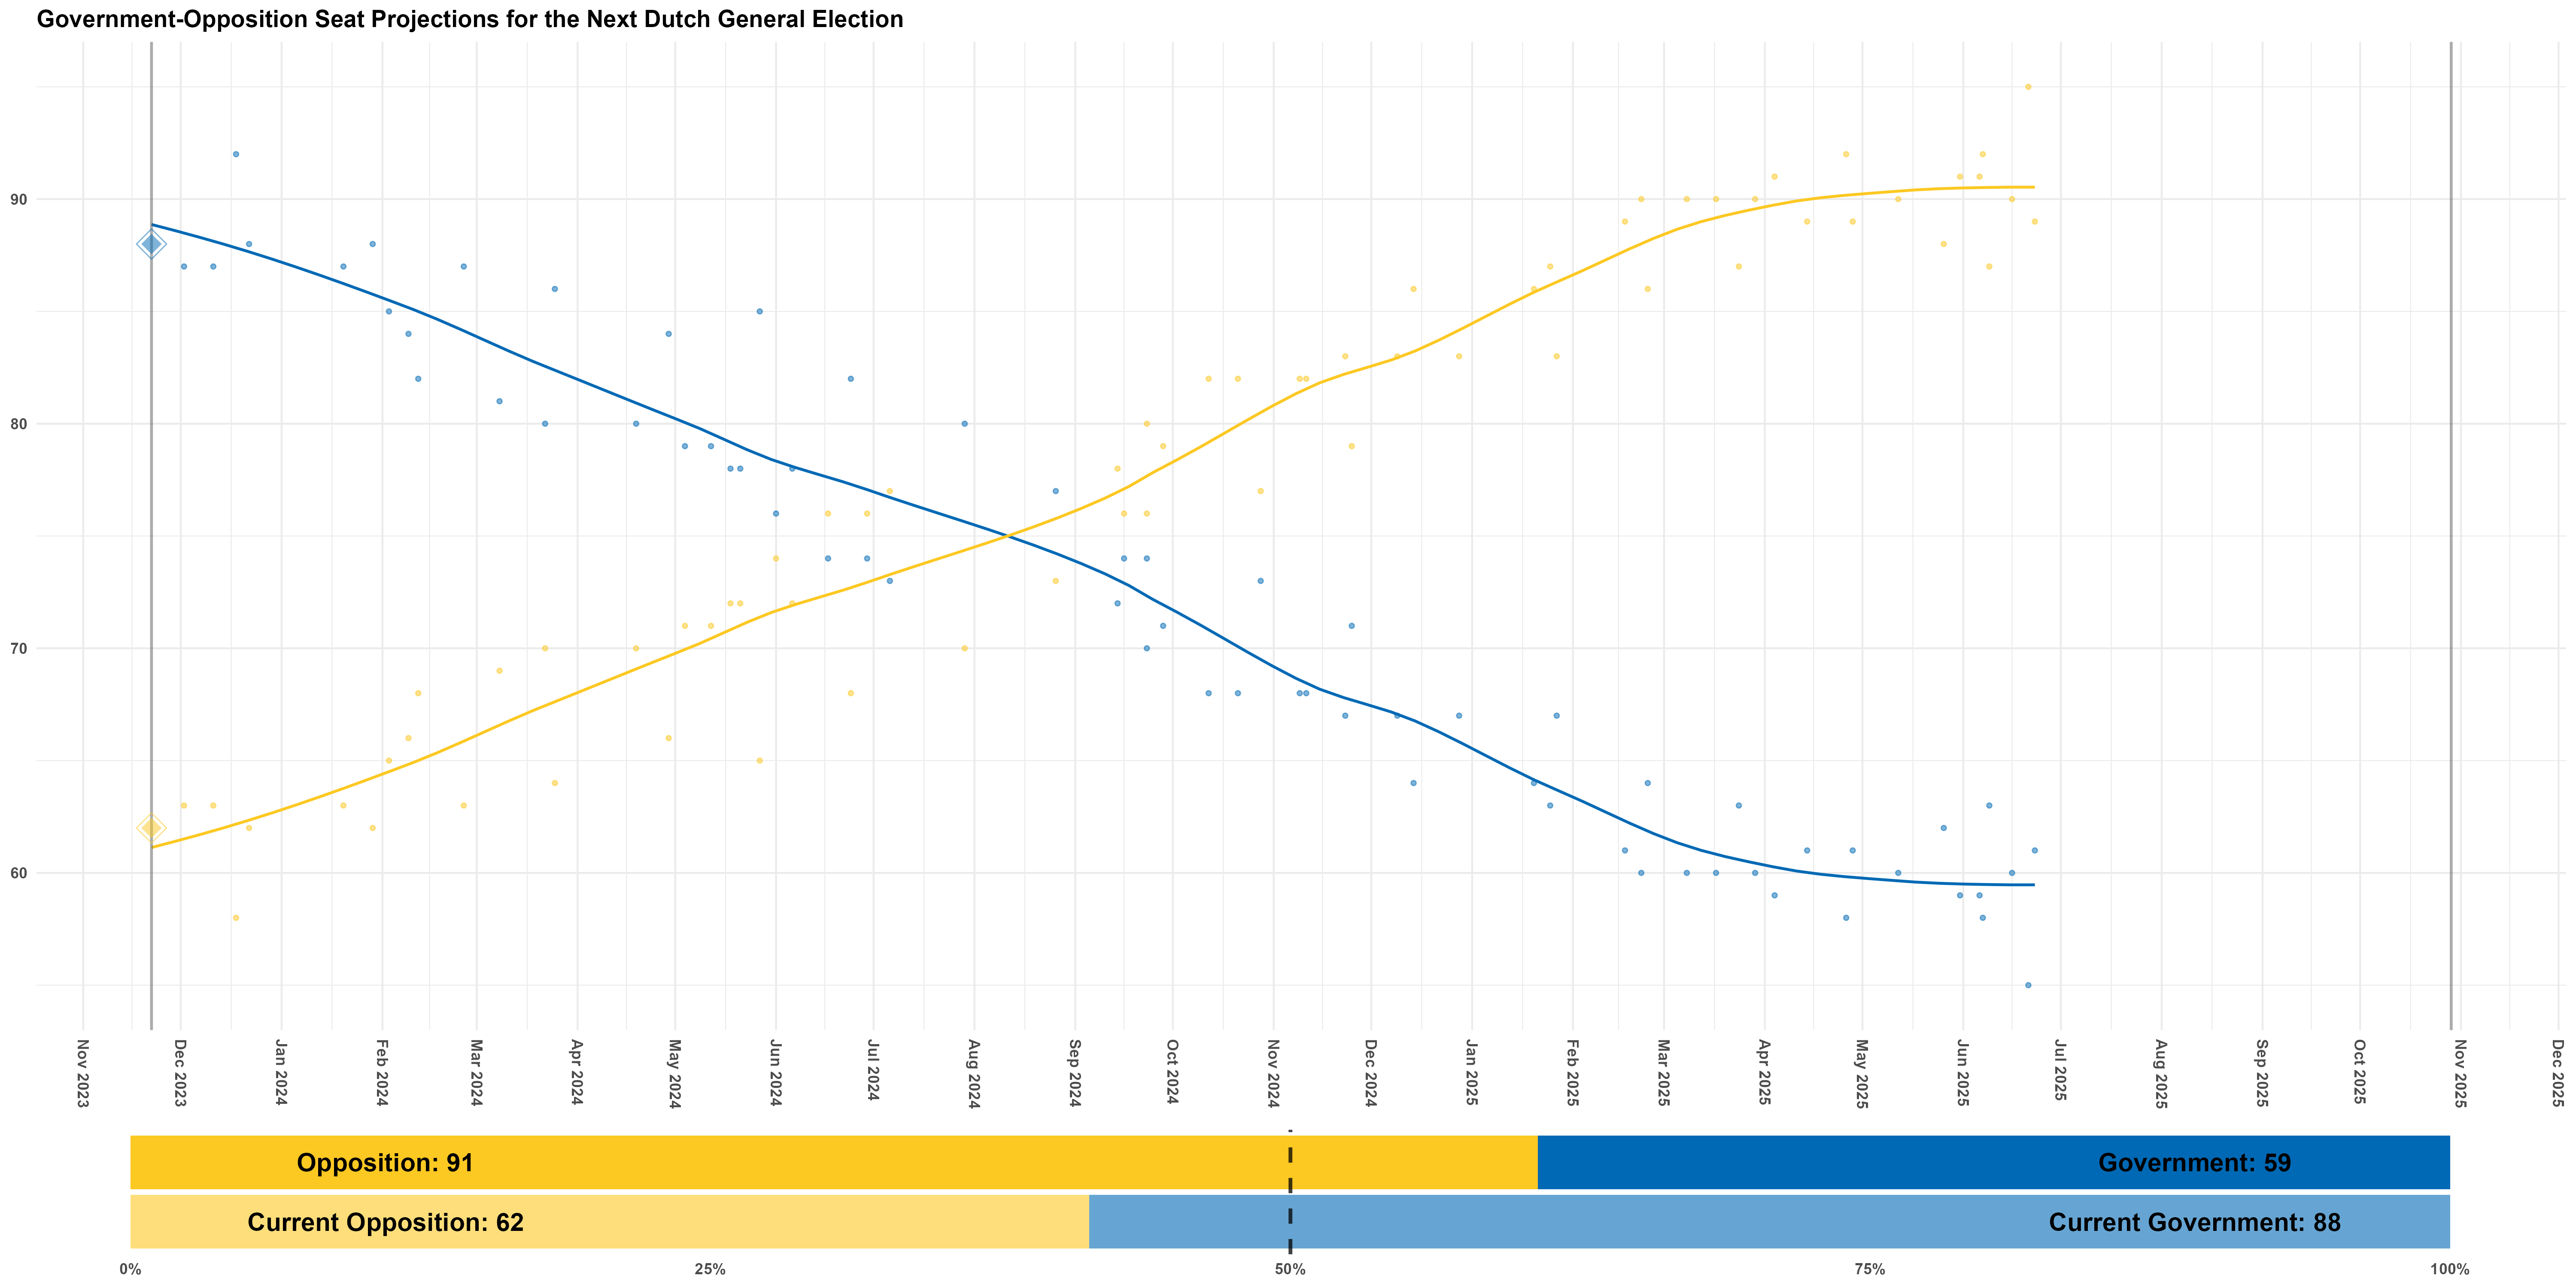 Government-Opposition Seat Projections for the Next Dutch General Election
90
80
70
60
Nov 2023
Dec 2023
Jan 2024
Feb 2024
Mar 2024
Apr 2024
May 2024
Jun 2024
Jul 2024
Aug 2024
Sep 2024
Oct 2024
Nov 2024
Dec 2024
Jan 2025
Feb 2025
Mar 2025
Apr 2025
May 2025
Jun 2025
Jul 2025
Aug 2025
Sep 2025
Oct 2025
Nov 2025
Dec 2025
Opposition: 91
Government: 59
Current Opposition: 62
Current Government: 88
0%
25%
50%
75%
100%